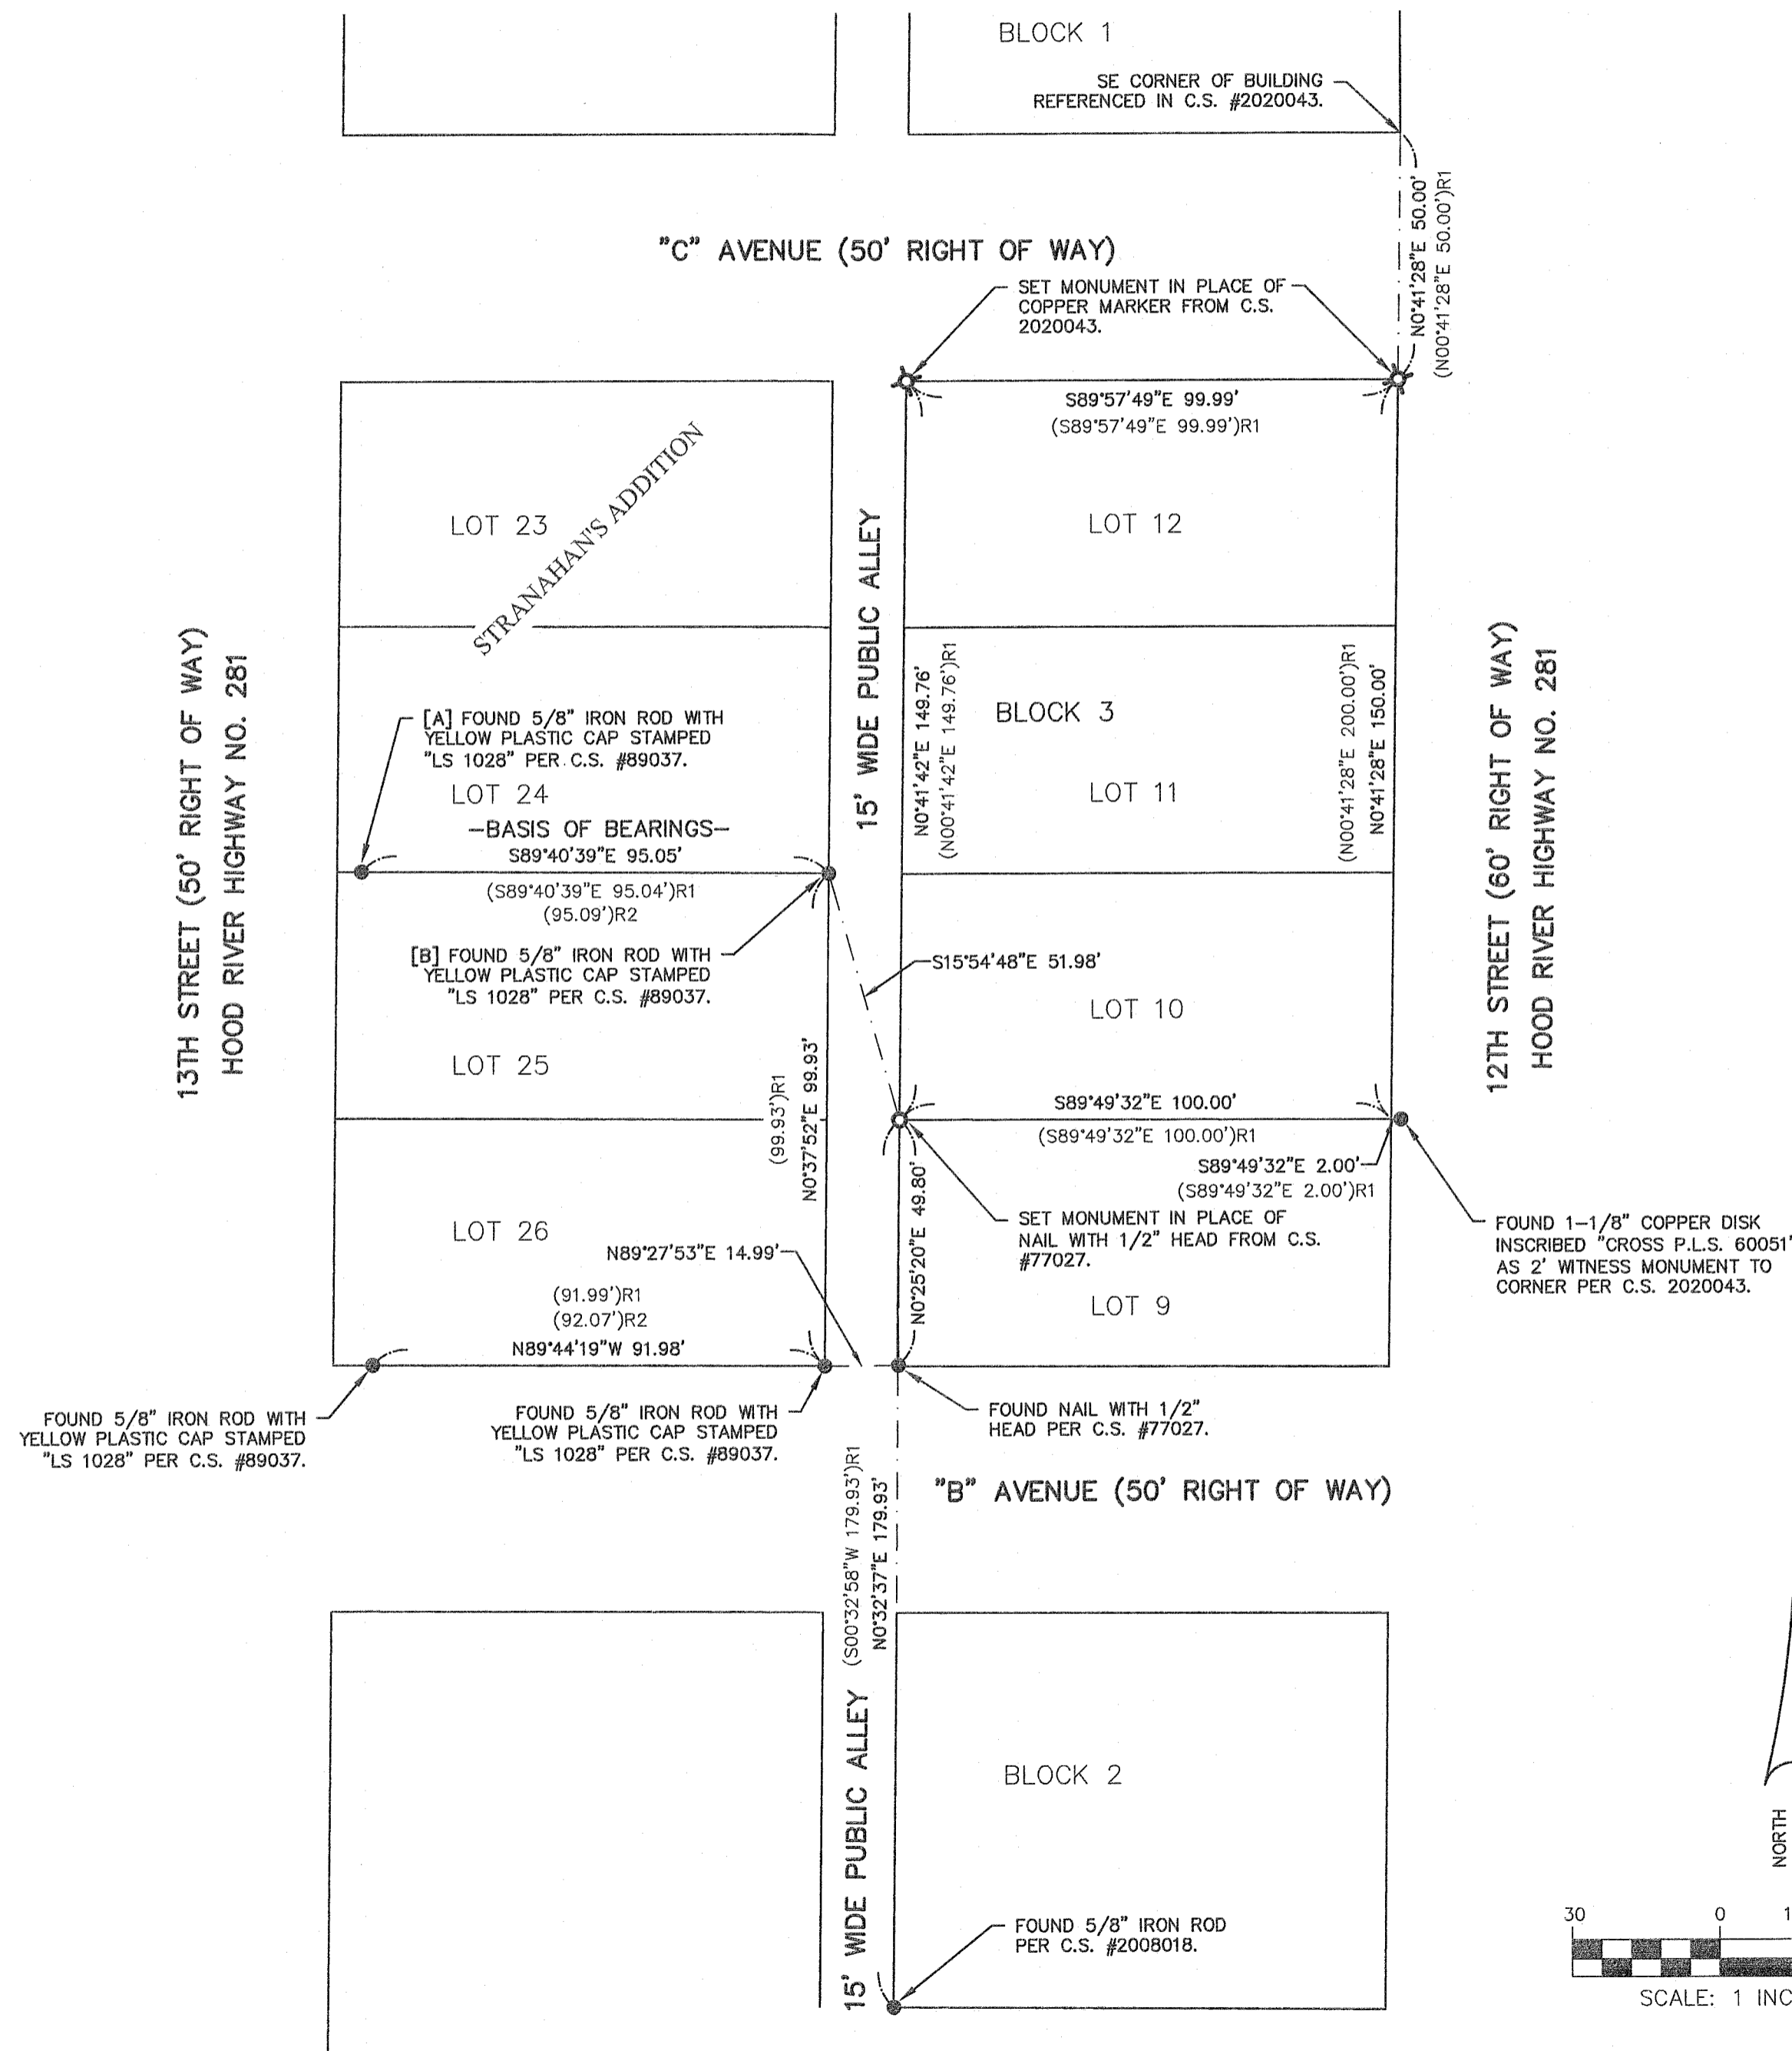 BLOCK 1
SE CORNER OF BUILDING
REFERENCED IN C.S. #2020043.
N0°41'28"E 50.00'
(N00°41'28"E 50.00')R1
"C" AVENUE (50' RIGHT OF WAY)
SET MONUMENT IN PLACE OF
COPPER MARKER FROM C.S.
2020043.
S89°57'49"E 99.99'
(S89°57'49"E 99.99')R1
LOT 23
STRANAHAN'S ADDITION
LOT 12
15' WIDE PUBLIC ALLEY
13TH STREET (50' RIGHT OF WAY)
HOOD RIVER HIGHWAY NO. 281
12TH STREET (60' RIGHT OF WAY)
HOOD RIVER HIGHWAY NO. 281
N0°41'42"E 149.76'
(N00°41'42"E 149.76')R1
BLOCK 3
(N00°41'28"E 200.00')R1
N0°41'28"E 150.00'
[A] FOUND 5/8" IRON ROD WITH
YELLOW PLASTIC CAP STAMPED
"LS 1028" PER C.S. #89037.
LOT 24
LOT 11
-BASIS OF BEARINGS-
S89°40'39"E 95.05'
(S89°40'39"E 95.04')R1
(95.09')R2
[B] FOUND 5/8" IRON ROD WITH
YELLOW PLASTIC CAP STAMPED
"LS 1028" PER C.S. #89037.
S15°54'48"E 51.98'
LOT 10
LOT 25
(99.93')R1
N0°37'52"E 99.93'
S89°49'32"E 100.00'
(S89°49'32"E 100.00')R1
S89°49'32"E 2.00'
(S89°49'32"E 2.00')R1
N0°25'20"E 49.80'
SET MONUMENT IN PLACE OF
NAIL WITH 1/2" HEAD FROM C.S.
#77027.
FOUND 1-1/8" COPPER DISK
INSCRIBED "CROSS P.L.S. 60051"
AS 2' WITNESS MONUMENT TO
CORNER PER C.S. 2020043.
LOT 26
N89°27'53"E 14.99'
LOT 9
(91.99')R1
(92.07')R2
N89°44'19"W 91.98'
FOUND 5/8" IRON ROD WITH
YELLOW PLASTIC CAP STAMPED
"LS 1028" PER C.S. #89037.
FOUND 5/8" IRON ROD WITH
YELLOW PLASTIC CAP STAMPED
"LS 1028" PER C.S. #89037.
FOUND NAIL WITH 1/2"
HEAD PER C.S. #77027.
"B" AVENUE (50' RIGHT OF WAY)
(S00°32'58"W 179.93')R1
N0°32'37"E 179.93'
15' WIDE PUBLIC ALLEY
BLOCK 2
FOUND 5/8" IRON ROD
PER C.S. #2008018.
NORTH
30 0
SCALE: 1